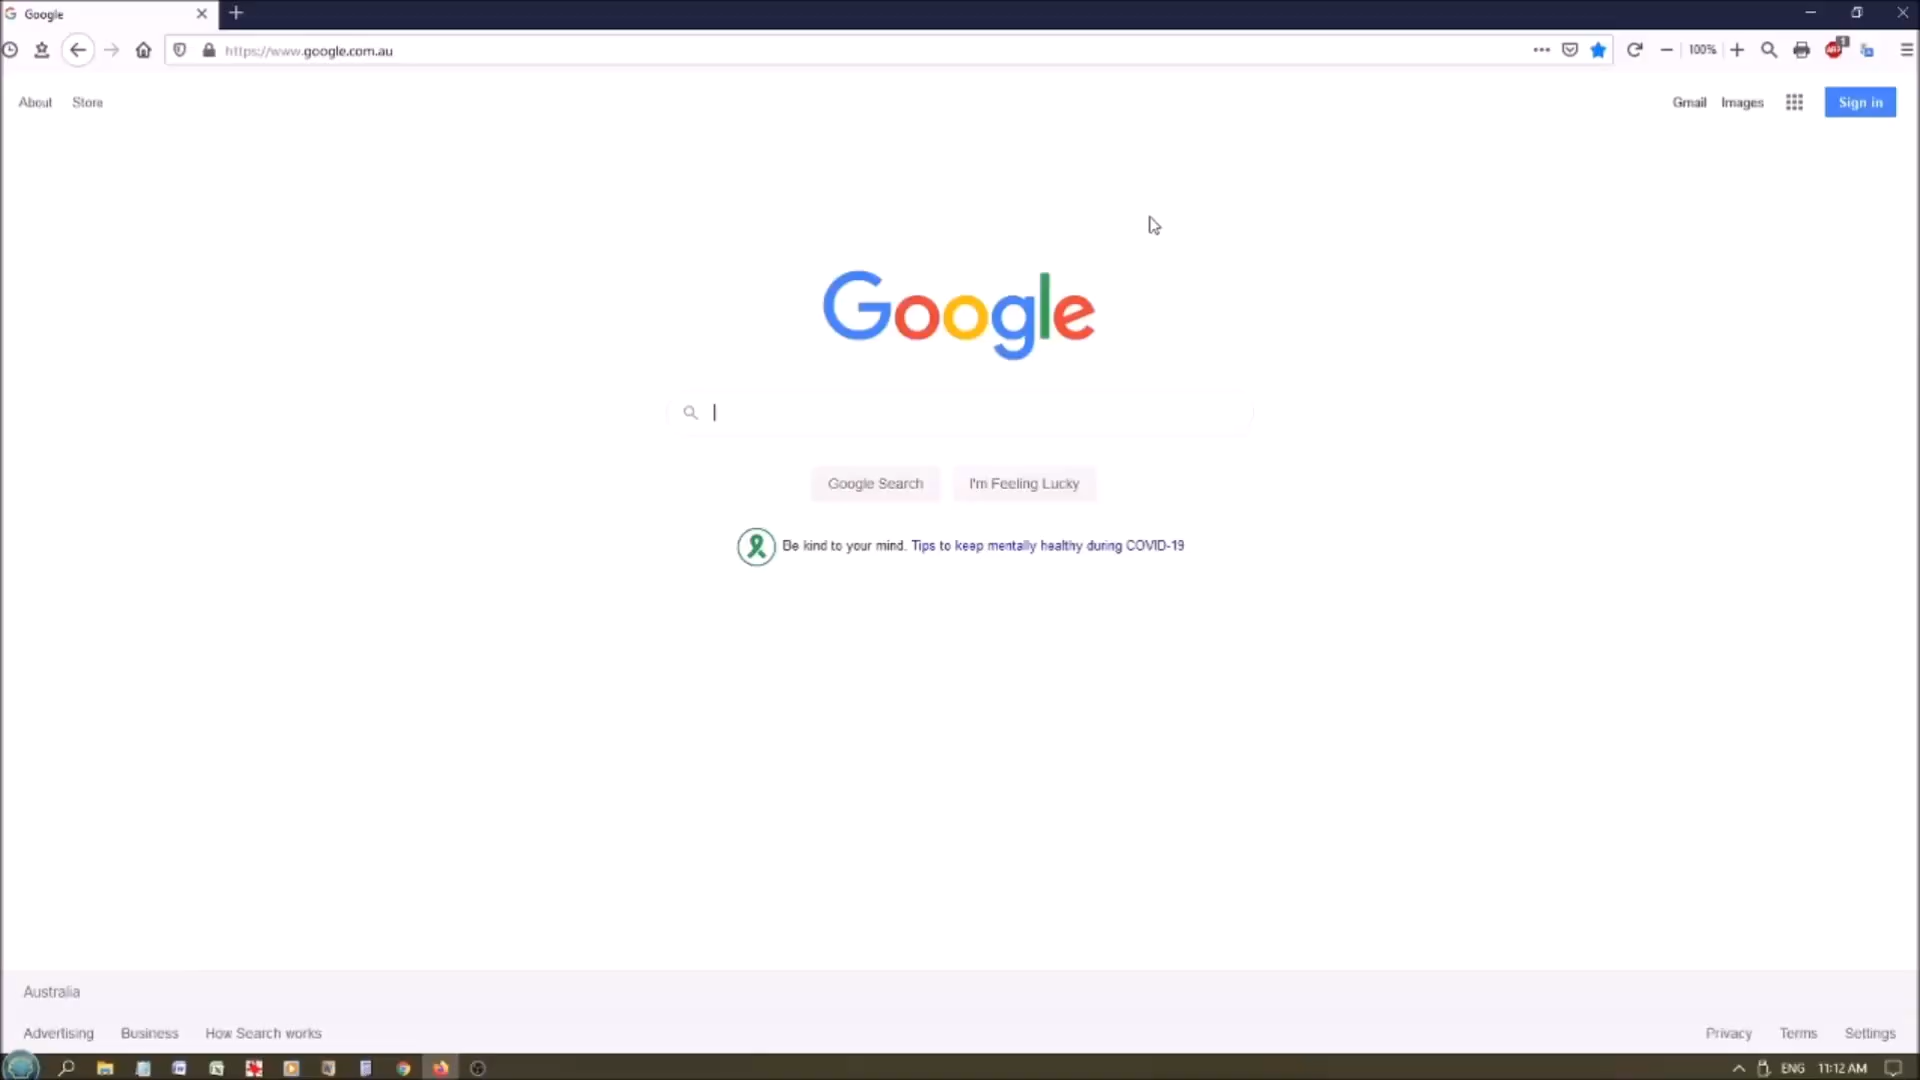 Google
https://www.google.com.au
100%
ABP 1
About Store
Gmail Images Sign in
Google
Google Search I'm Feeling Lucky
Be kind to your mind. Tips to keep mentally healthy during COVID-19
Australia
Advertising Business How Search works
Privacy Terms Settings
ENG 11:12 AM